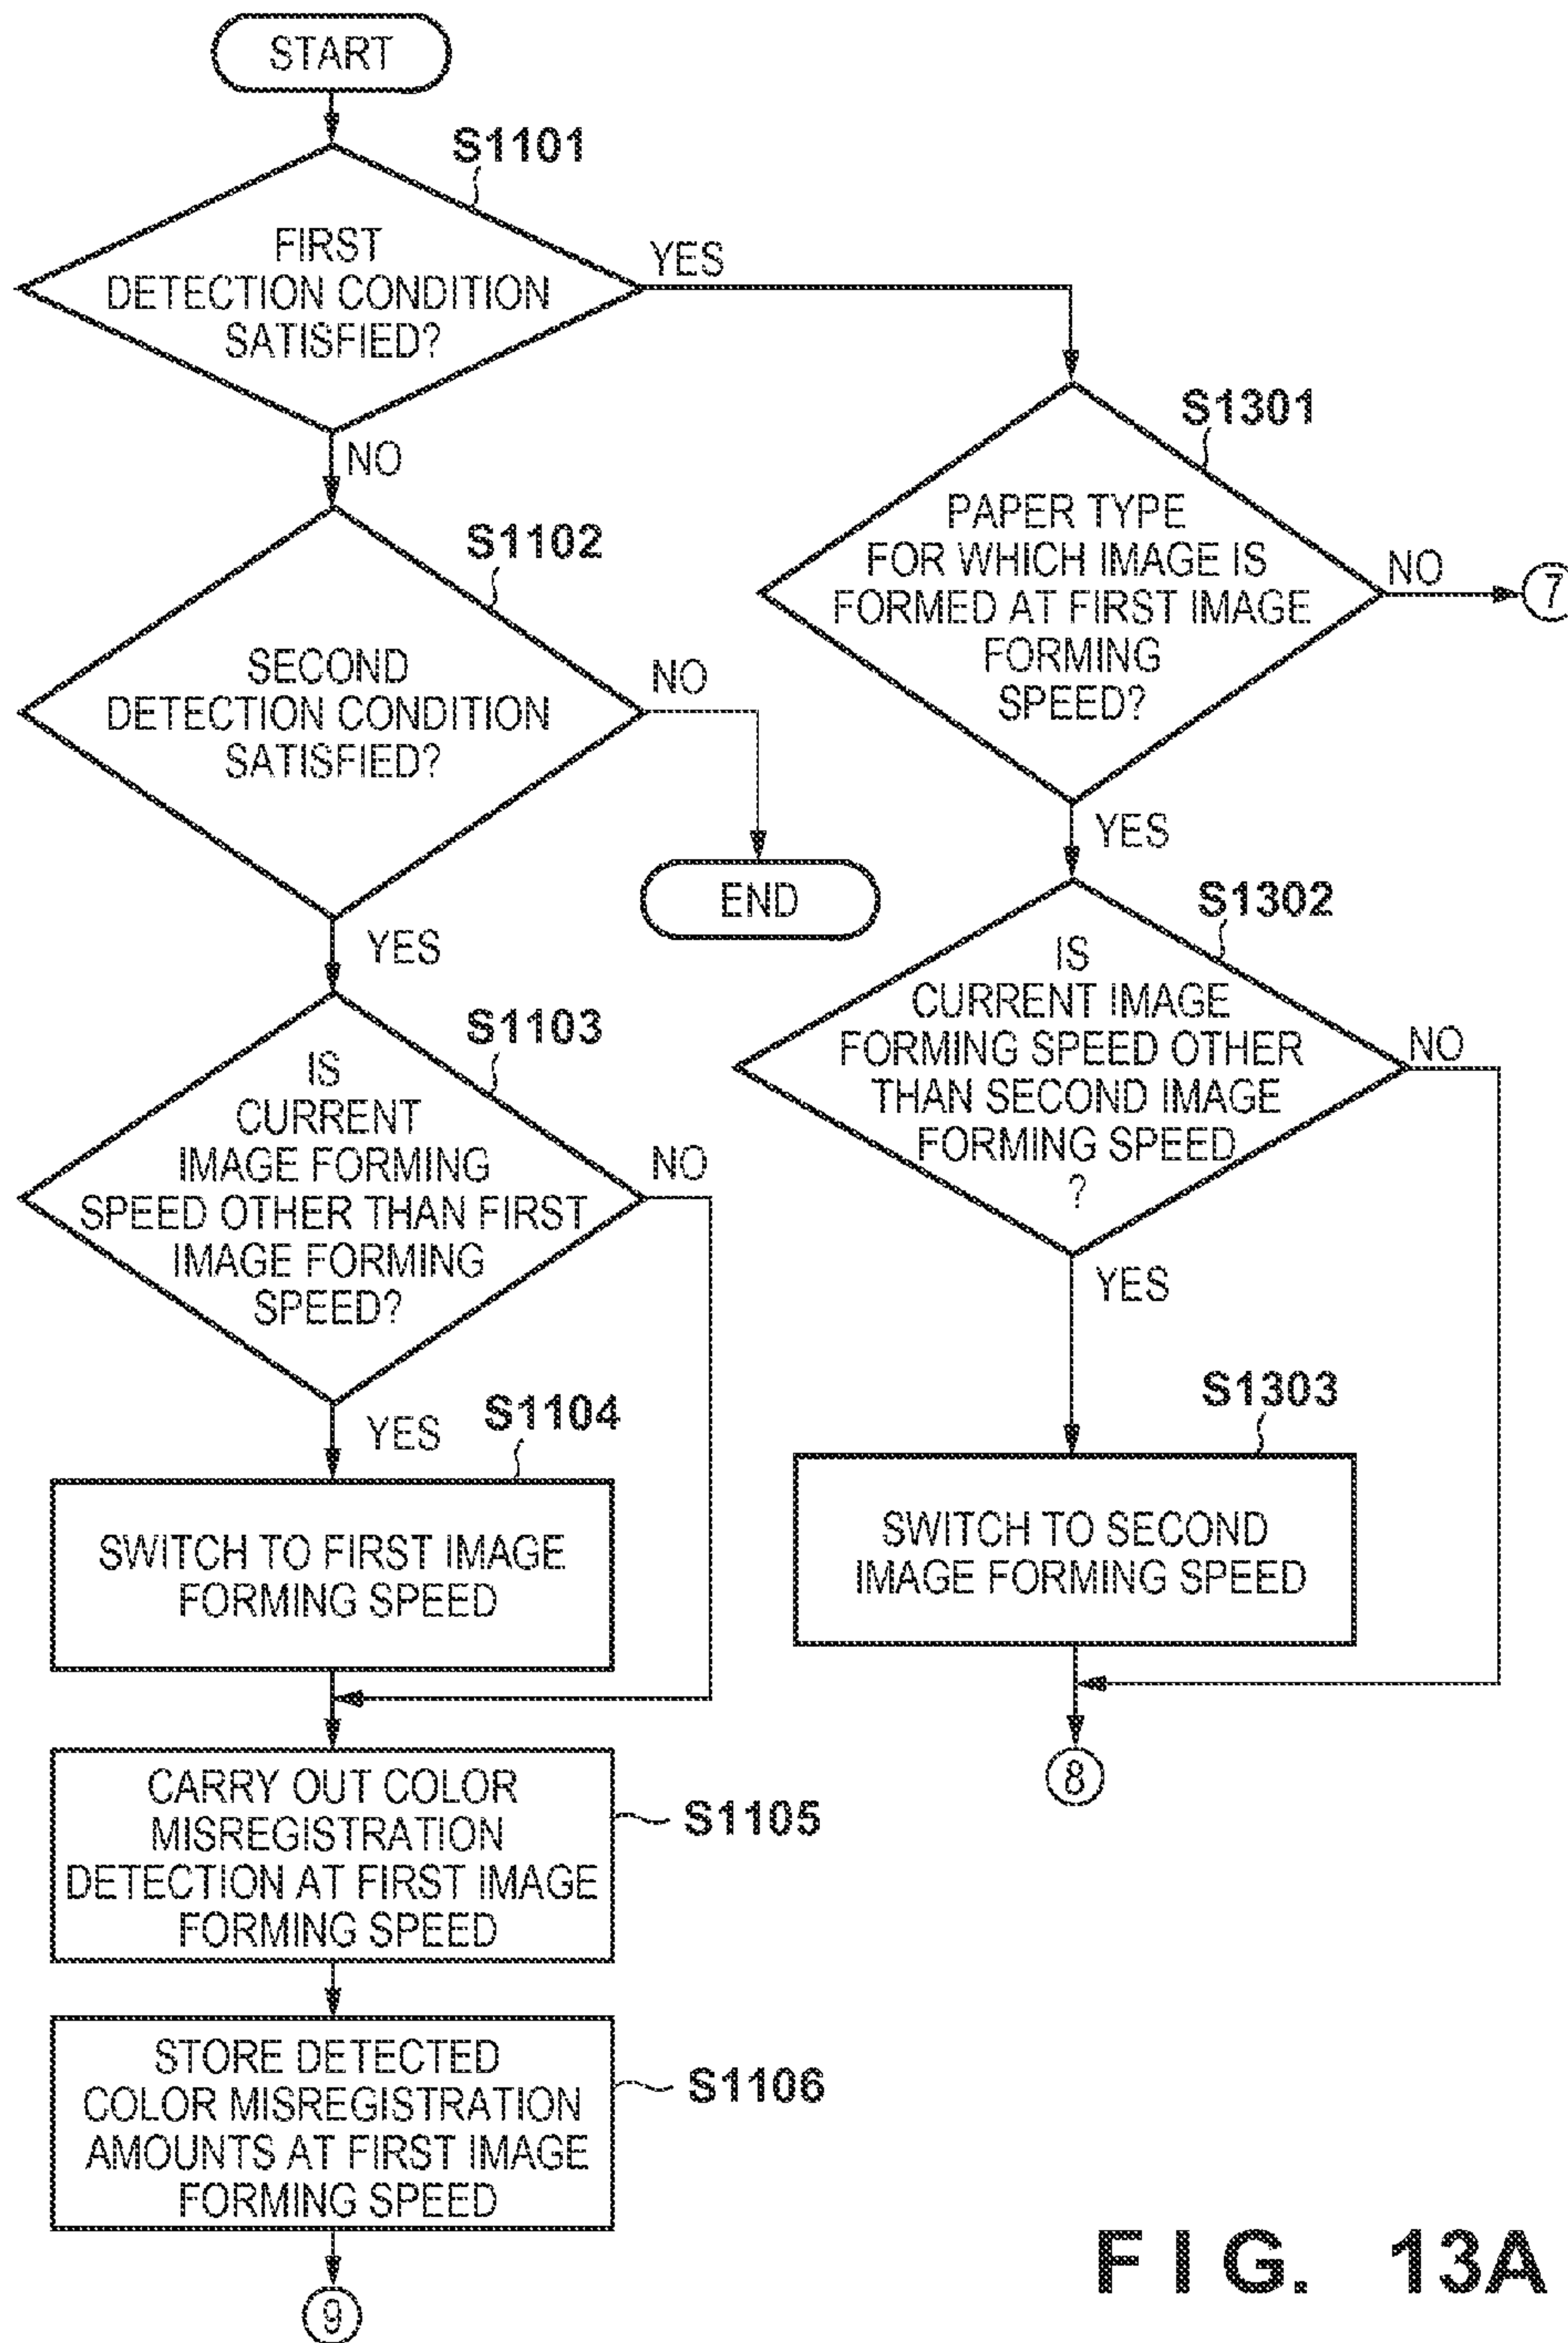 START
S1101
FIRST
DETECTION CONDITION
SATISFIED?
YES
NO
S1102
SECOND
DETECTION CONDITION
SATISFIED?
NO
END
YES
S1103
IS
CURRENT
IMAGE FORMING
SPEED OTHER THAN FIRST
IMAGE FORMING
SPEED?
NO
YES
S1104
SWITCH TO FIRST IMAGE
FORMING SPEED
CARRY OUT COLOR
MISREGISTRATION
DETECTION AT FIRST IMAGE
FORMING SPEED
S1105
STORE DETECTED
COLOR MISREGISTRATION
AMOUNTS AT FIRST IMAGE
FORMING SPEED
S1106
9
S1301
PAPER TYPE
FOR WHICH IMAGE IS
FORMED AT FIRST IMAGE
FORMING
SPEED?
NO
7
YES
S1302
IS
CURRENT IMAGE
FORMING SPEED OTHER
THAN SECOND IMAGE
FORMING SPEED
?
NO
YES
S1303
SWITCH TO SECOND
IMAGE FORMING SPEED
8
FIG. 13A